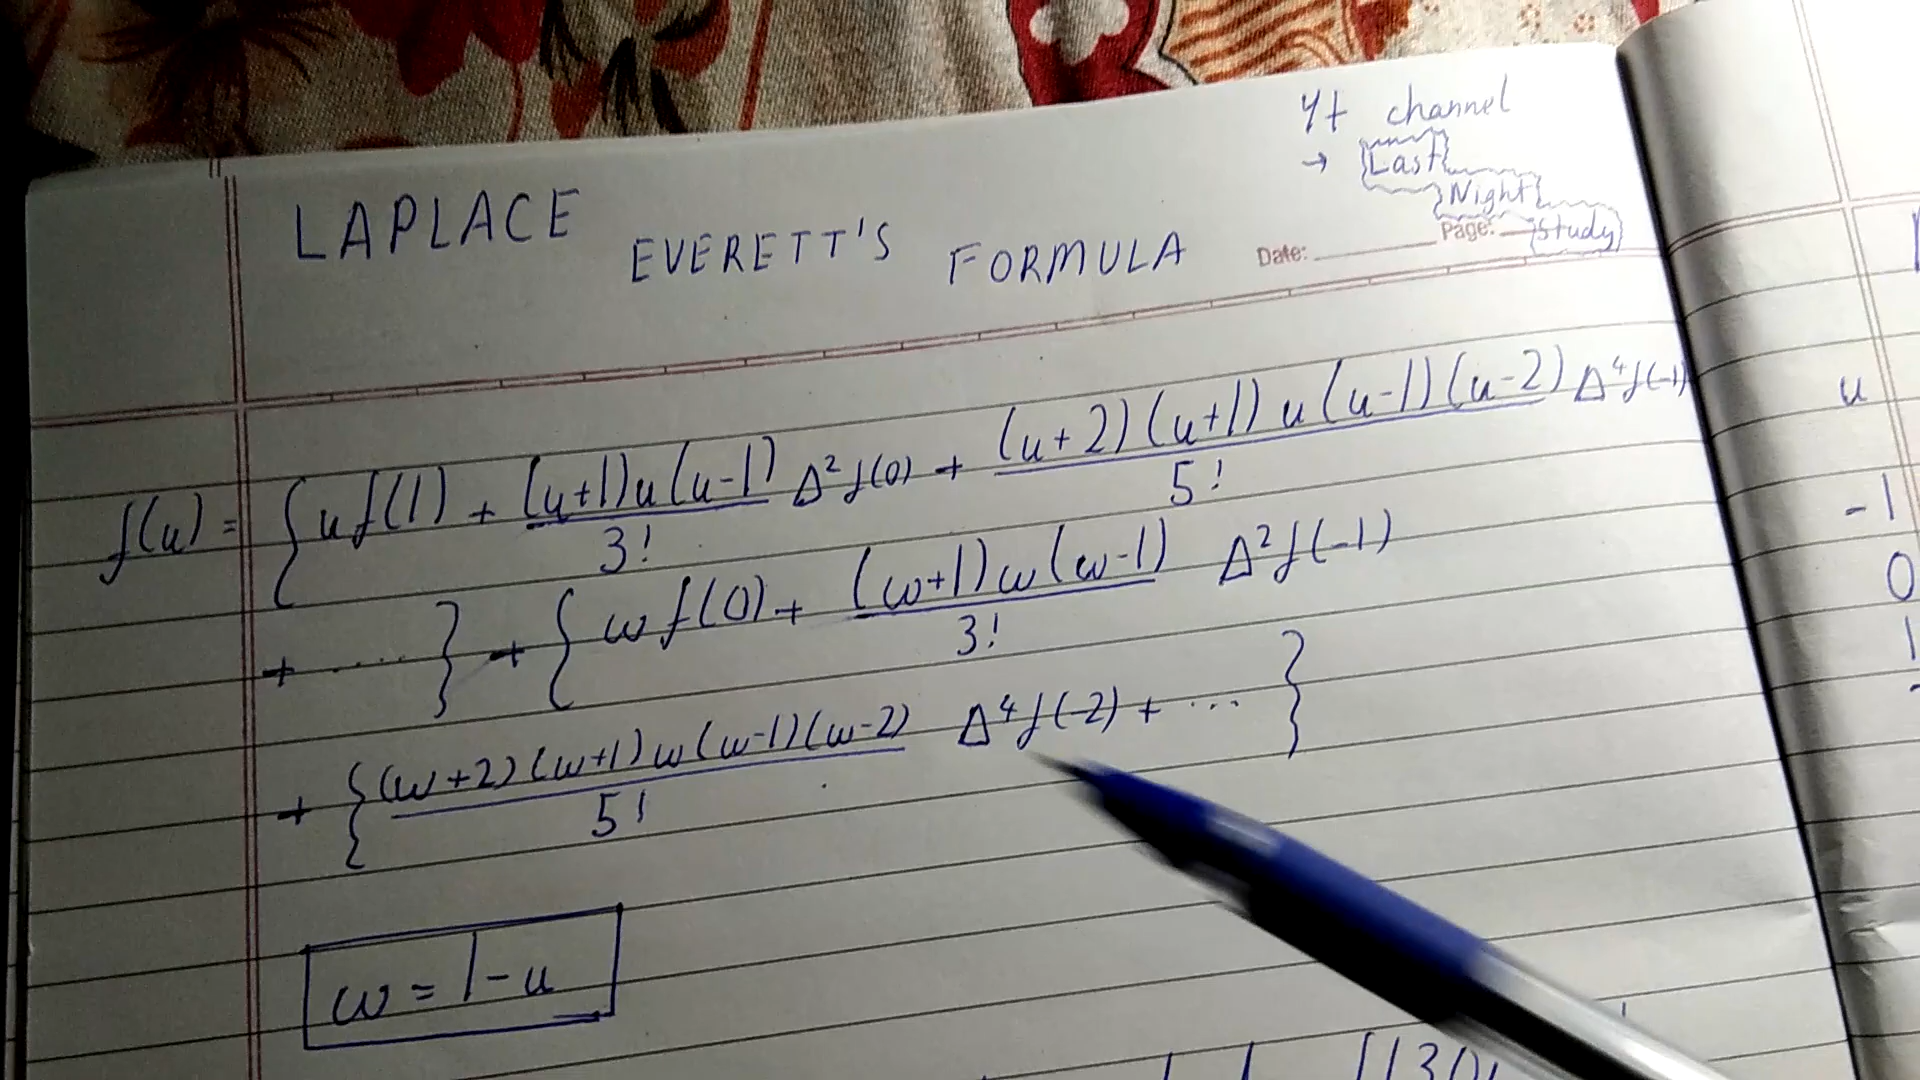 Yt channel
→ Last
Night
Study
LAPLACE EVERETT'S FORMULA
Date: Page:
f(u) = { u f(1) + (u+1)u(u-1)/3! Δ²f(0) + (u+2)(u+1)u(u-1)(u-2)/5! Δ⁴f(-1)
+ ..... } + { w f(0) + (w+1)w(w-1)/3! Δ²f(-1)
+ { (w+2)(w+1)w(w-1)(w-2)/5! Δ⁴f(-2) + ... }
w = 1-u
u
-1
0
1